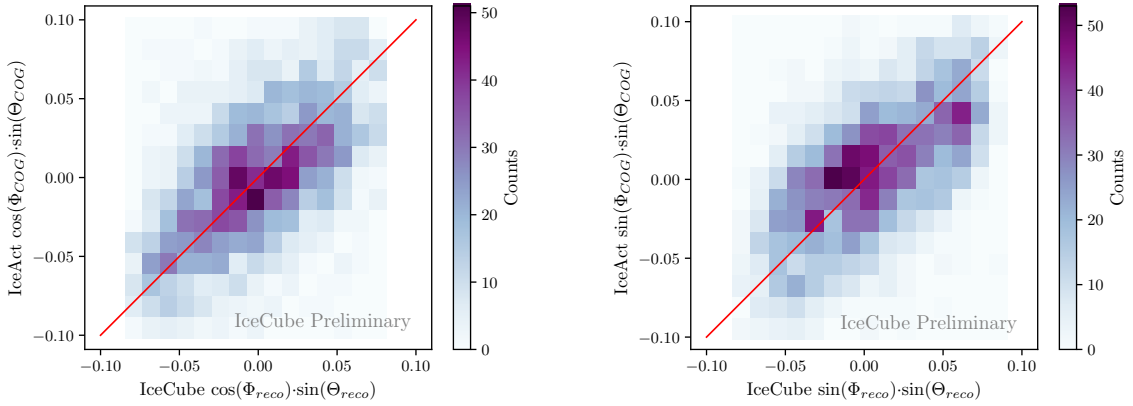 0.10
0.05
0.00
−0.05
−0.10
IceAct cos(Φ_COG)·sin(Θ_COG)
IceCube Preliminary
−0.10 −0.05 0.00 0.05 0.10
IceCube cos(Φ_reco)·sin(Θ_reco)
50
40
30
20
10
0
Counts
0.10
0.05
0.00
−0.05
−0.10
IceAct sin(Φ_COG)·sin(Θ_COG)
IceCube Preliminary
−0.10 −0.05 0.00 0.05 0.10
IceCube sin(Φ_reco)·sin(Θ_reco)
50
40
30
20
10
0
Counts